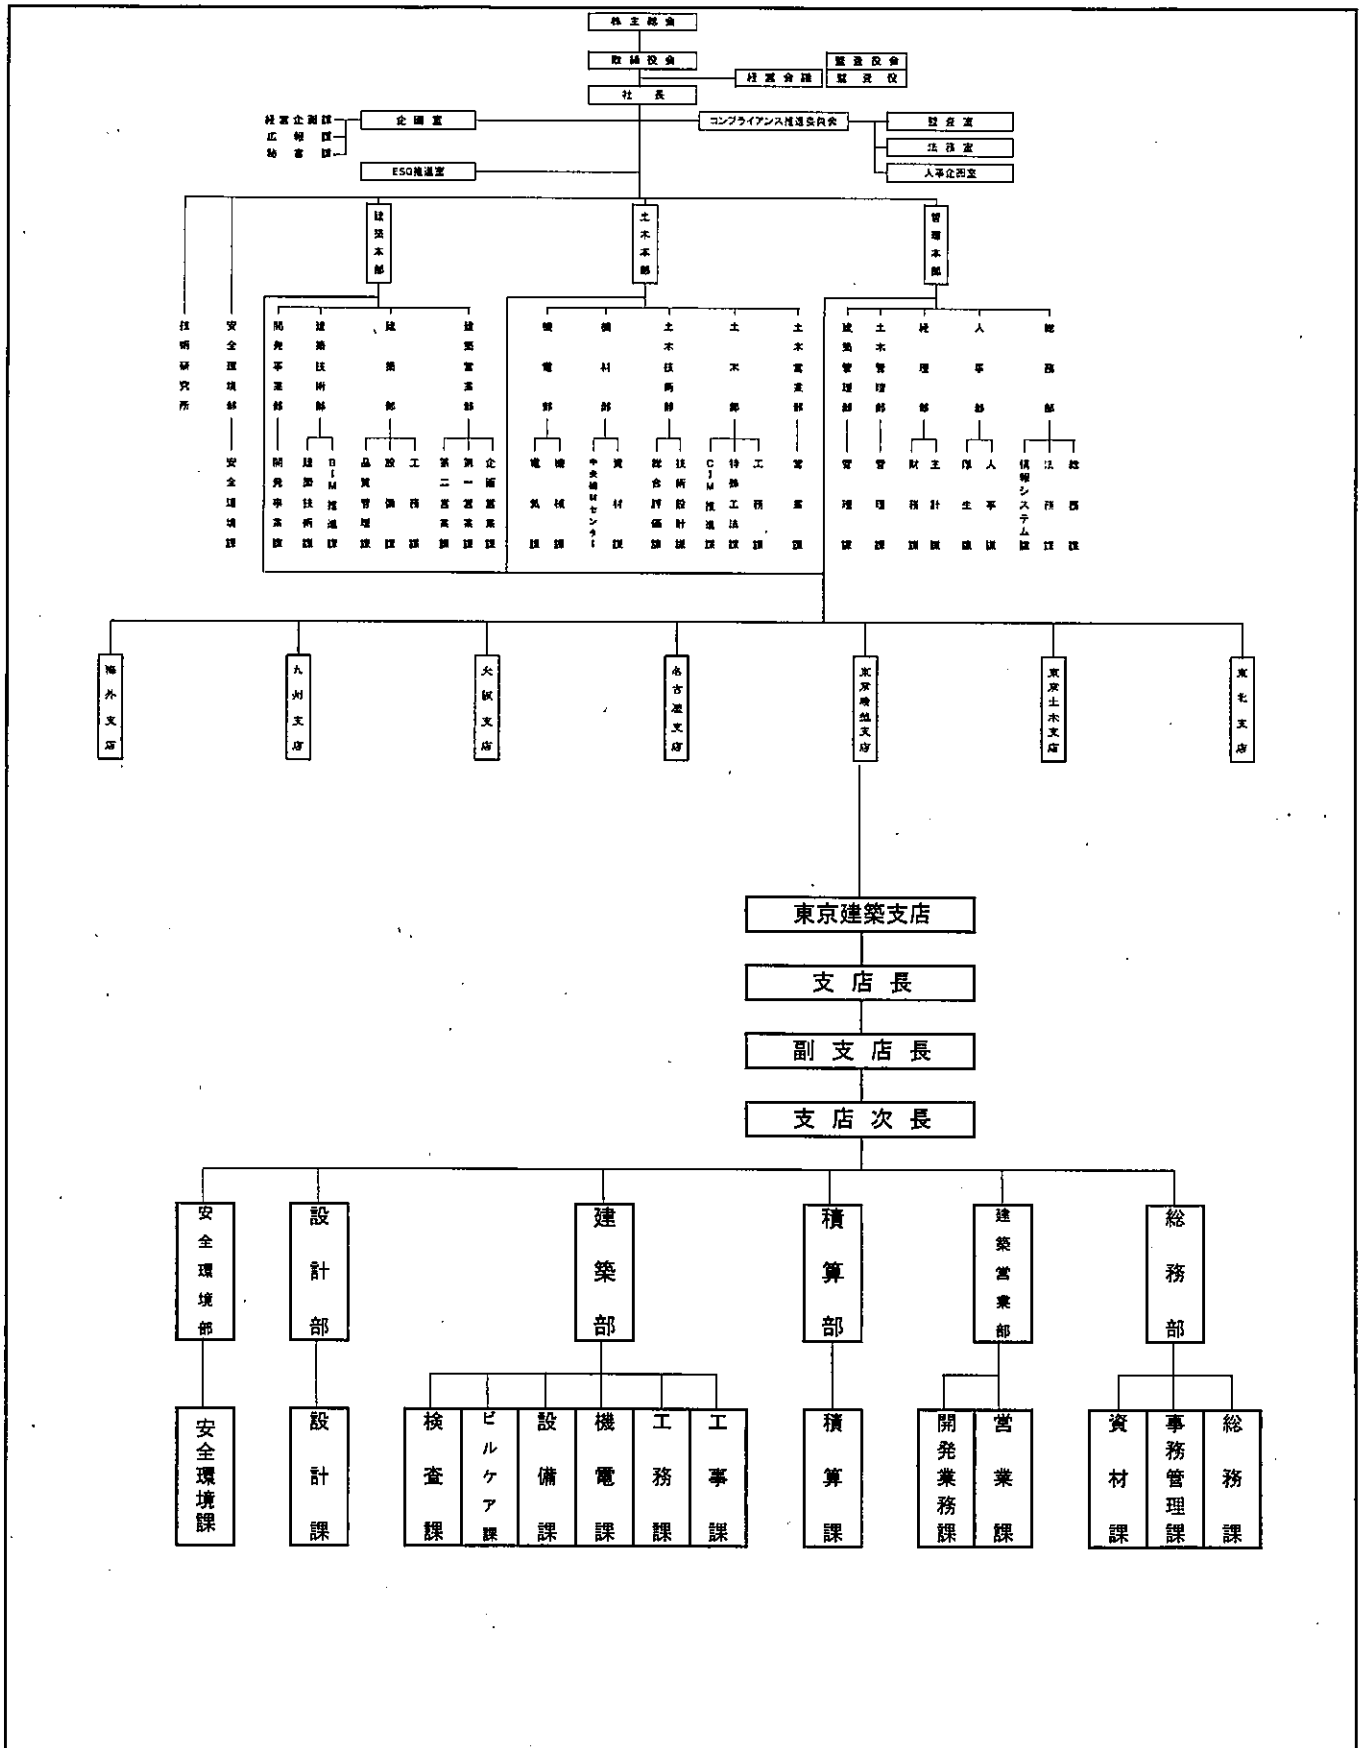 株主総会
取締役会
監査役会
経営会議
監査役
社長
経営企画課
企画室
コンプライアンス推進委員会
監査室
広報課
秘書課
法務室
ESG推進室
人事企画室
建築本部
土木本部
管理本部
技術研究所
安全環境部
開発事業部
建築技術部
建築部
建築営業部
機電部
機材部
土木技術部
土木部
土木営業部
建築管理部
土木管理部
経理部
人事部
総務部
安全環境課
開発事業課
建築技術課
BIM推進課
品質管理課
設備課
工務課
第二営業課
第一営業課
企画営業課
電気課
機械課
中央機材センター
資材課
総合評価課
技術設計課
CIM推進課
特殊工法課
工務課
営業課
管理課
管理課
財務課
主計課
厚生課
人事課
情報システム課
法務課
総務課
海外支店
九州支店
大阪支店
名古屋支店
東京建築支店
東京土木支店
東北支店
東京建築支店
支店長
副支店長
支店次長
安全環境部
設計部
建築部
積算部
建築営業部
総務部
安全環境課
設計課
検査課
ビルケア課
設備課
機電課
工務課
工事課
積算課
開発業務課
営業課
資材課
事務管理課
総務課